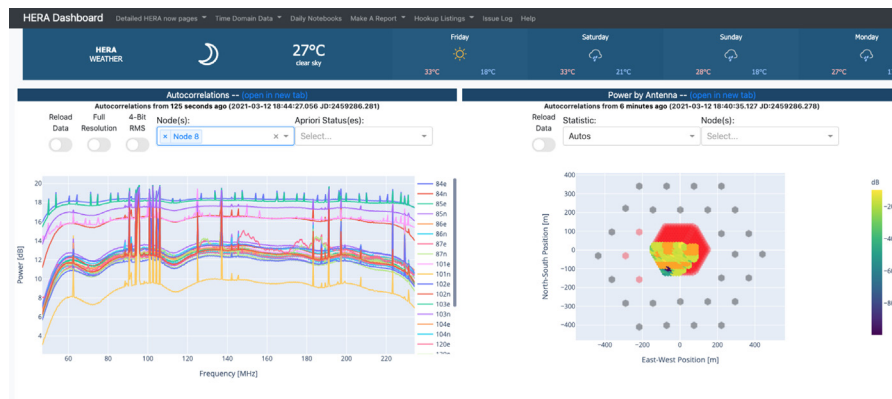 HERA Dashboard Detailed HERA now pages Time Domain Data Daily Notebooks Make A Report Hookup Listings Issue Log Help
HERA
WEATHER
27°C
clear sky
Friday
33°C 18°C
Saturday
33°C 21°C
Sunday
28°C 18°C
Monday
27°C 1
Autocorrelations -- (open in new tab)
Autocorrelations from 125 seconds ago (2021-03-12 18:44:27.056 JD:2459286.281)
Reload Data
Full Resolution
4-Bit RMS
Node(s):
× Node 8 ×
Apriori Status(es):
Select...
Power [dB]
20
18
16
14
12
10
8
6
4
60 80 100 120 140 160 180 200 220
Frequency [MHz]
84e
84n
85e
85n
86e
86n
87e
87n
101e
101n
102e
102n
103e
103n
104e
104n
120e
120n
Power by Antenna -- (open in new tab)
Autocorrelations from 6 minutes ago (2021-03-12 18:40:35.127 JD:2459286.278)
Reload Data
Statistic:
Autos
Node(s):
Select...
North-South Position [m]
400
300
200
100
0
−100
−200
−300
−400
−400 −200 0 200 400
East-West Position [m]
dB
−20
−40
−60
−80